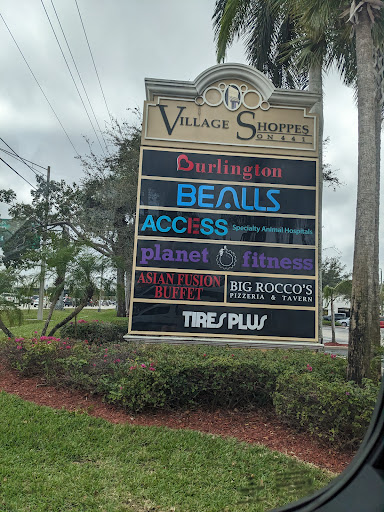 VILLAGE SHOPPES
ON 441
Burlington
BEALLS
ACCESS Specialty Animal Hospitals
planet fitness
ASIAN FUSION BUFFET
BIG ROCCO'S
PIZZERIA & TAVERN
TIRES PLUS